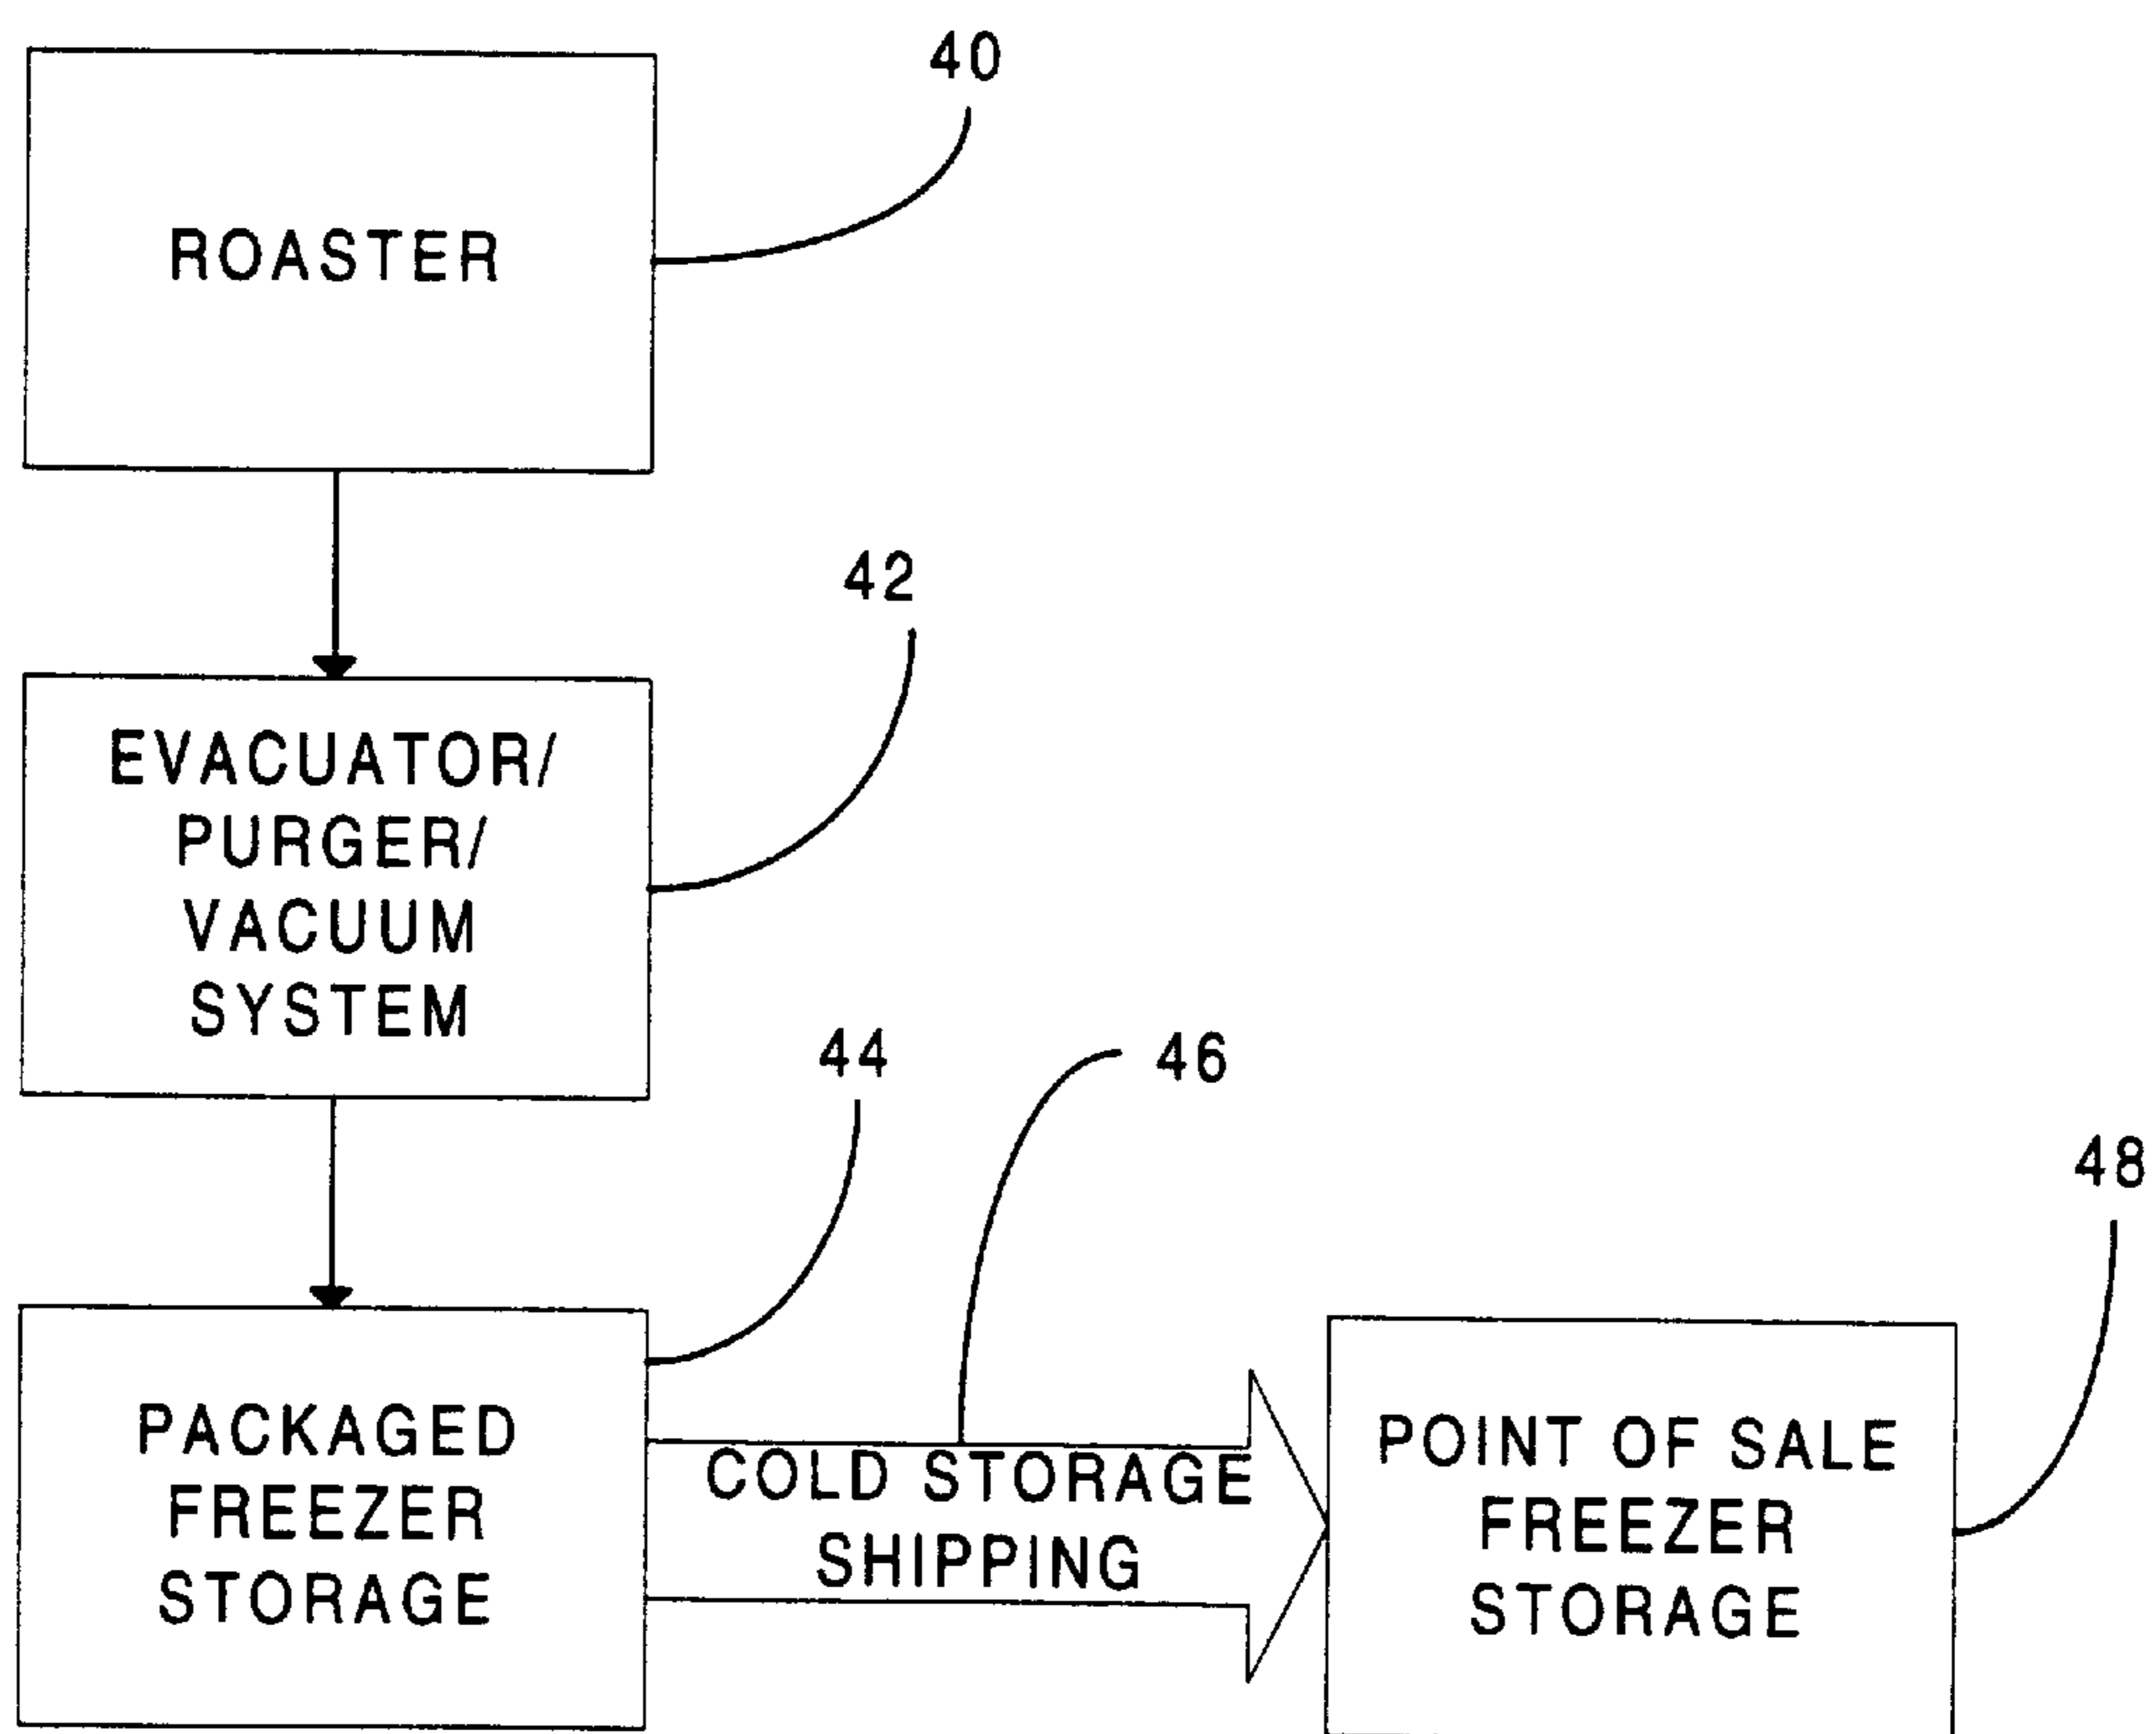 40
ROASTER
42
EVACUATOR/
PURGER/
VACUUM
SYSTEM
44
46
48
PACKAGED
FREEZER
STORAGE
COLD STORAGE
SHIPPING
POINT OF SALE
FREEZER
STORAGE